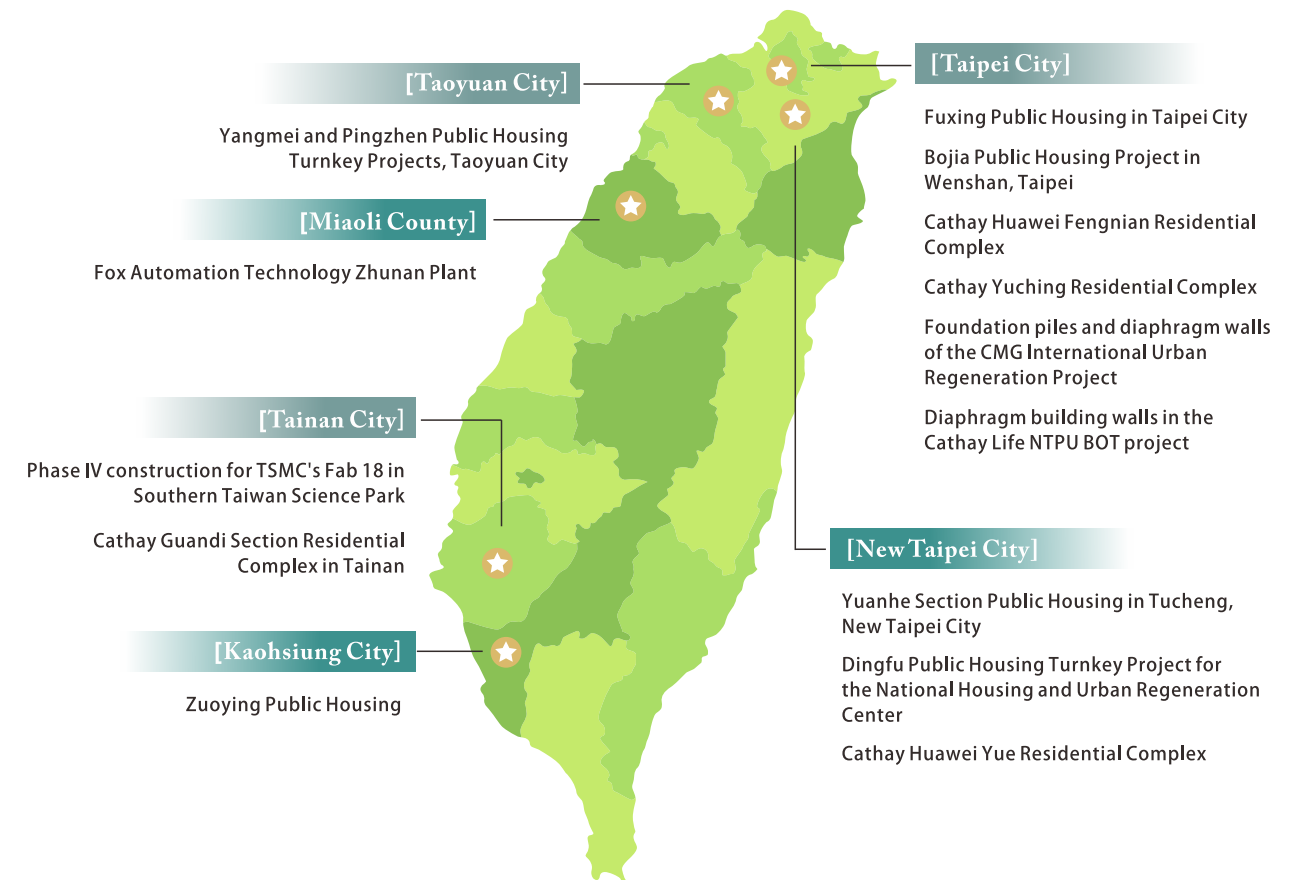 [Taoyuan City]
Yangmei and Pingzhen Public Housing
Turnkey Projects, Taoyuan City
[Miaoli County]
Fox Automation Technology Zhunan Plant
[Tainan City]
Phase IV construction for TSMC's Fab 18 in
Southern Taiwan Science Park
Cathay Guandi Section Residential
Complex in Tainan
[Kaohsiung City]
Zuoying Public Housing
[Taipei City]
Fuxing Public Housing in Taipei City
Bojia Public Housing Project in
Wenshan, Taipei
Cathay Huawei Fengnian Residential
Complex
Cathay Yuching Residential Complex
Foundation piles and diaphragm walls
of the CMG International Urban
Regeneration Project
Diaphragm building walls in the
Cathay Life NTPU BOT project
[New Taipei City]
Yuanhe Section Public Housing in Tucheng,
New Taipei City
Dingfu Public Housing Turnkey Project for
the National Housing and Urban Regeneration
Center
Cathay Huawei Yue Residential Complex